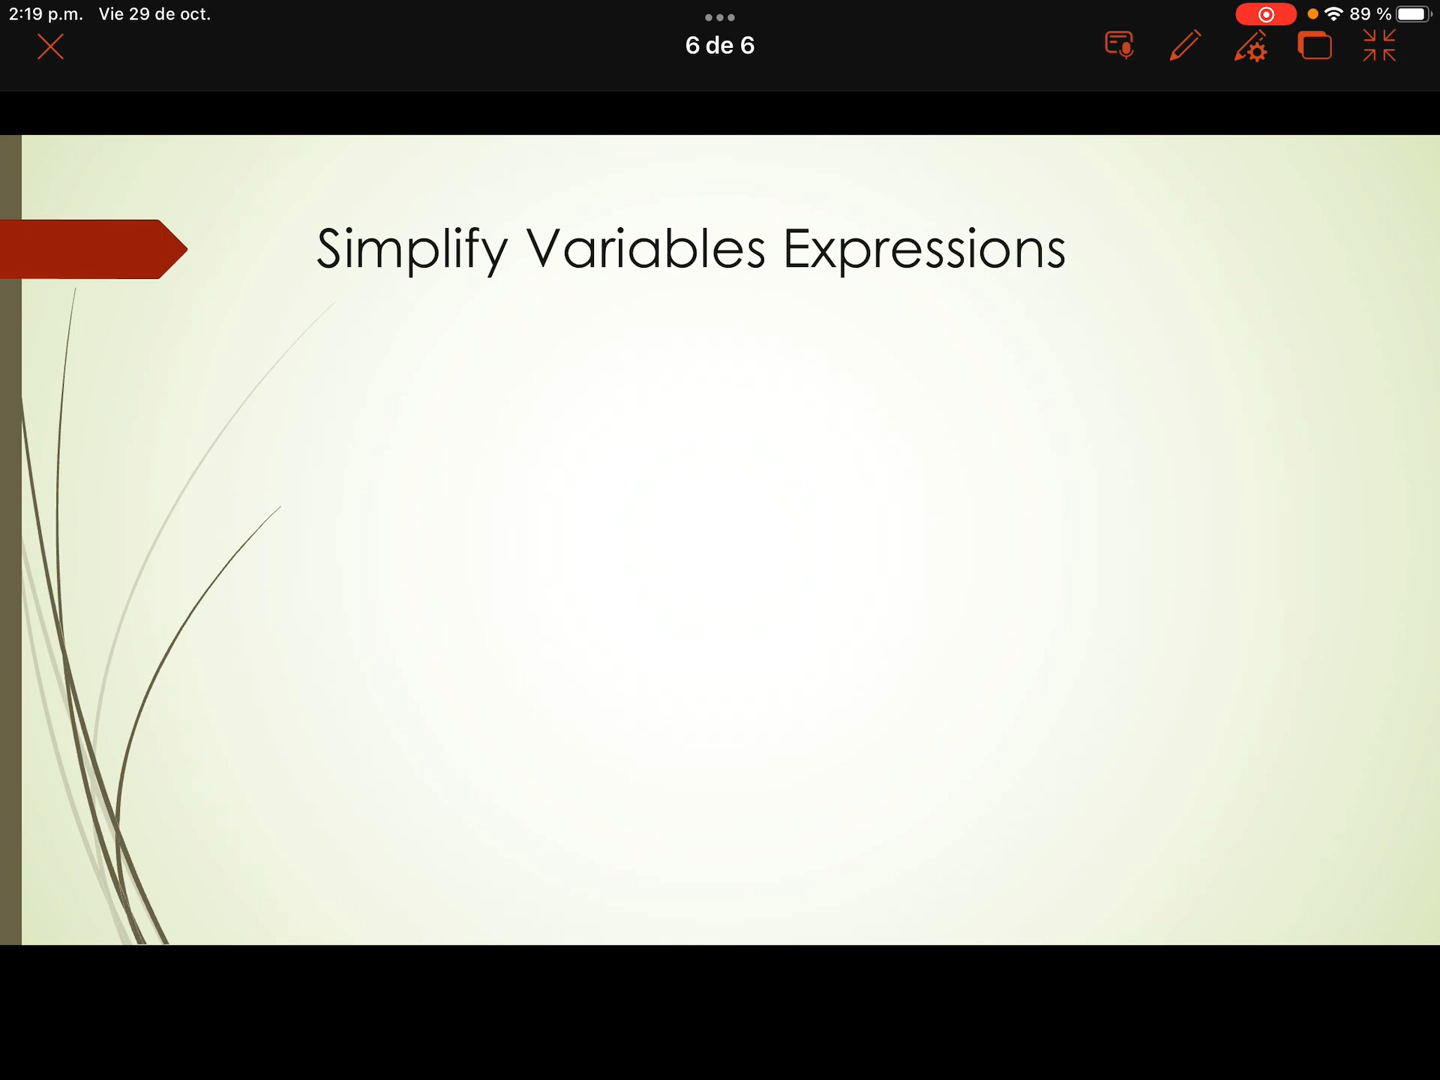 2:19 p.m. Vie 29 de oct.
89 %
6 de 6
Simplify Variables Expressions